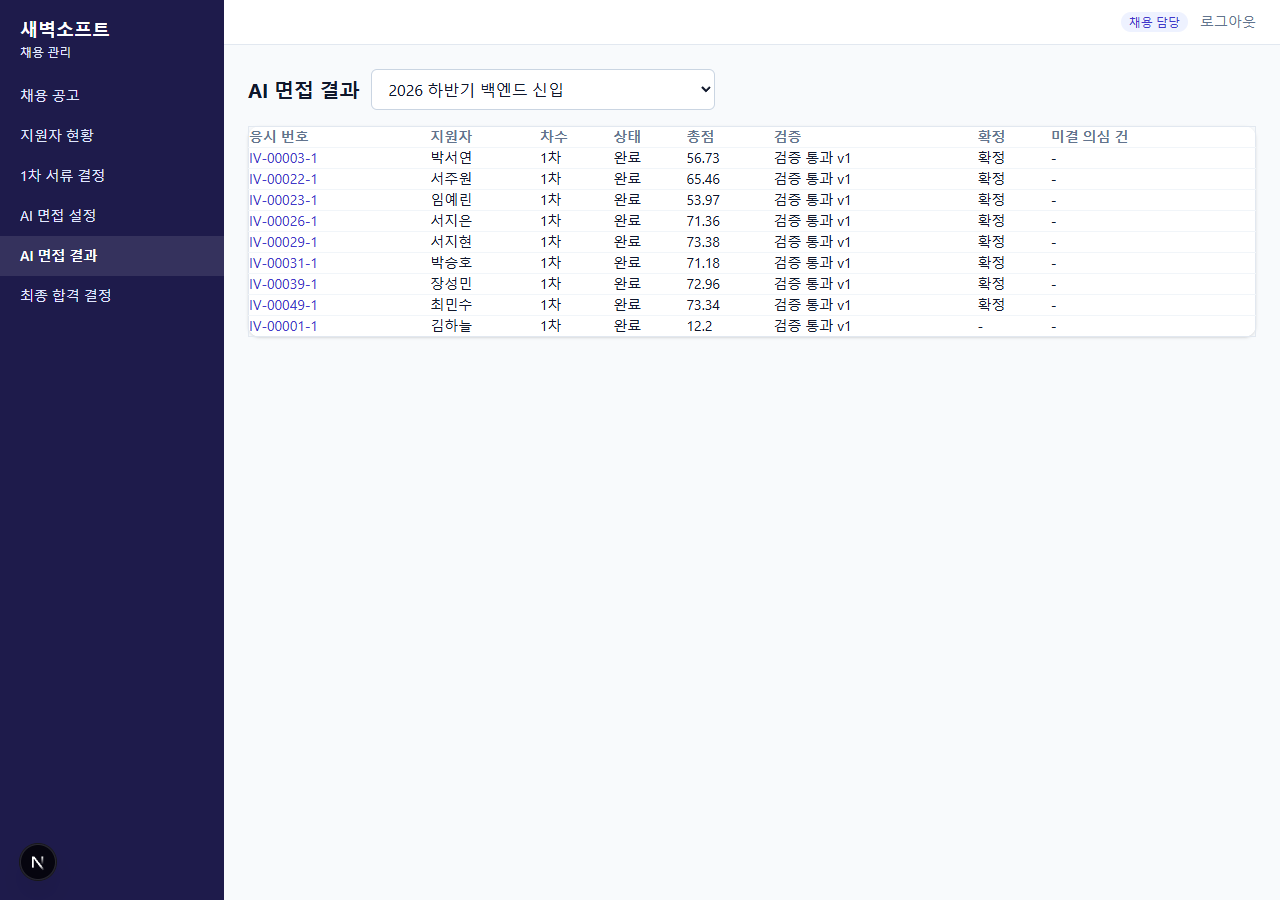 새벽소프트
채용 관리
채용 공고
지원자 현황
1차 서류 결정
AI 면접 설정
AI 면접 결과
최종 합격 결정
N
채용 담당 로그아웃
AI 면접 결과 2026 하반기 백엔드 신입
응시 번호 지원자 차수 상태 총점 검증 확정 미결 의심 건
IV-00003-1 박서연 1차 완료 56.73 검증 통과 v1 확정 -
IV-00022-1 서주원 1차 완료 65.46 검증 통과 v1 확정 -
IV-00023-1 임예린 1차 완료 53.97 검증 통과 v1 확정 -
IV-00026-1 서지은 1차 완료 71.36 검증 통과 v1 확정 -
IV-00029-1 서지현 1차 완료 73.38 검증 통과 v1 확정 -
IV-00031-1 박승호 1차 완료 71.18 검증 통과 v1 확정 -
IV-00039-1 장성민 1차 완료 72.96 검증 통과 v1 확정 -
IV-00049-1 최민수 1차 완료 73.34 검증 통과 v1 확정 -
IV-00001-1 김하늘 1차 완료 12.2 검증 통과 v1 - -